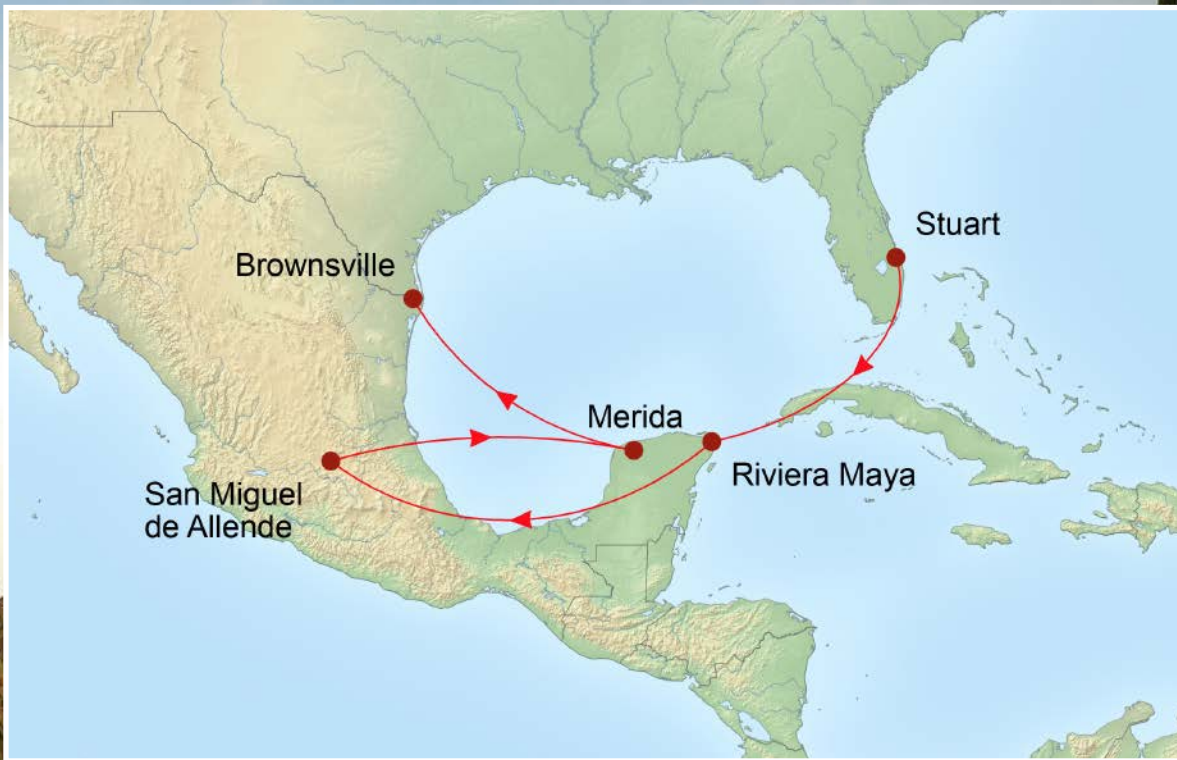 Stuart
Brownsville
Merida
Riviera Maya
San Miguel
de Allende